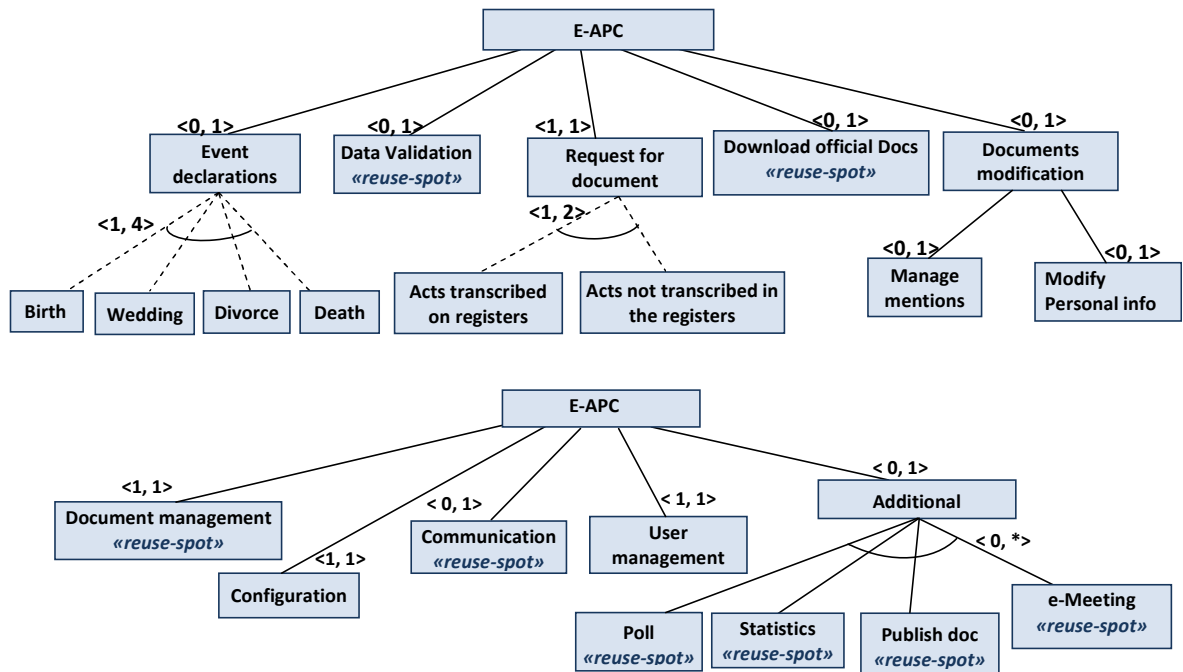 E-APC
<0, 1>
<0, 1>
<1, 1>
<0, 1>
<0, 1>
Event
declarations
Data Validation
«reuse-spot»
Request for
document
Download official Docs
«reuse-spot»
Documents
modification
<1, 4>
<1, 2>
<0, 1>
<0, 1>
Birth
Wedding
Divorce
Death
Acts transcribed
on registers
Acts not transcribed in
the registers
Manage
mentions
Modify
Personal info
E-APC
<1, 1>
<1, 1>
< 0, 1>
< 1, 1>
< 0, 1>
Document management
«reuse-spot»
Configuration
Communication
«reuse-spot»
User
management
Additional
< 0, *>
Poll
«reuse-spot»
Statistics
«reuse-spot»
Publish doc
«reuse-spot»
e-Meeting
«reuse-spot»